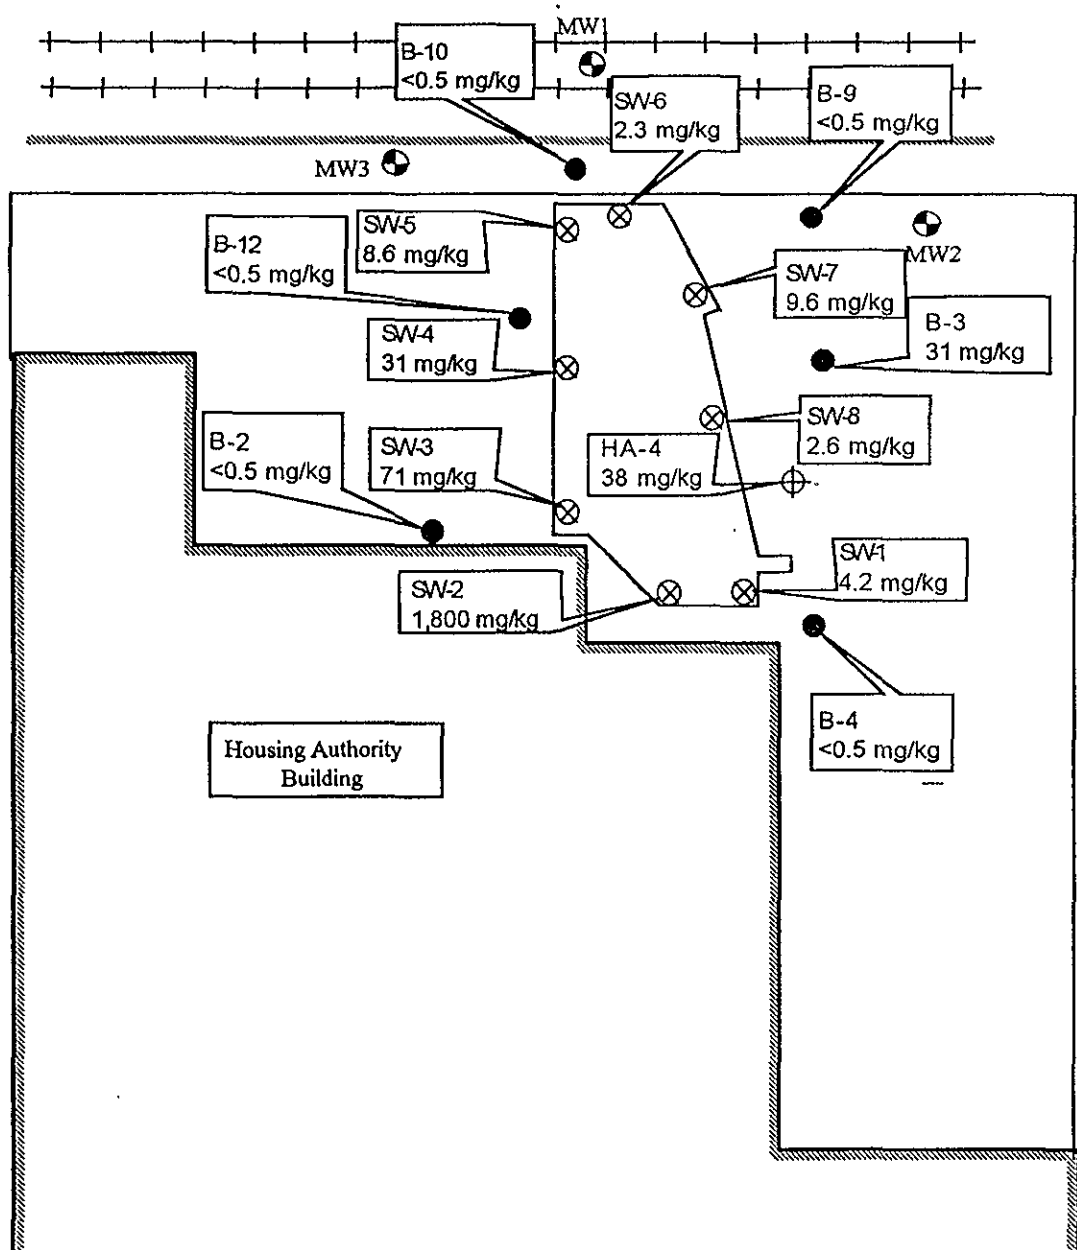 MW1
B-10
<0.5 mg/kg
SW-6
2.3 mg/kg
B-9
<0.5 mg/kg
MW3
SW-5
8.6 mg/kg
B-12
<0.5 mg/kg
MW2
SW-7
9.6 mg/kg
B-3
31 mg/kg
SW-4
31 mg/kg
SW-8
2.6 mg/kg
B-2
<0.5 mg/kg
SW-3
71 mg/kg
HA-4
38 mg/kg
SW-1
4.2 mg/kg
SW-2
1,800 mg/kg
B-4
<0.5 mg/kg
Housing Authority
Building